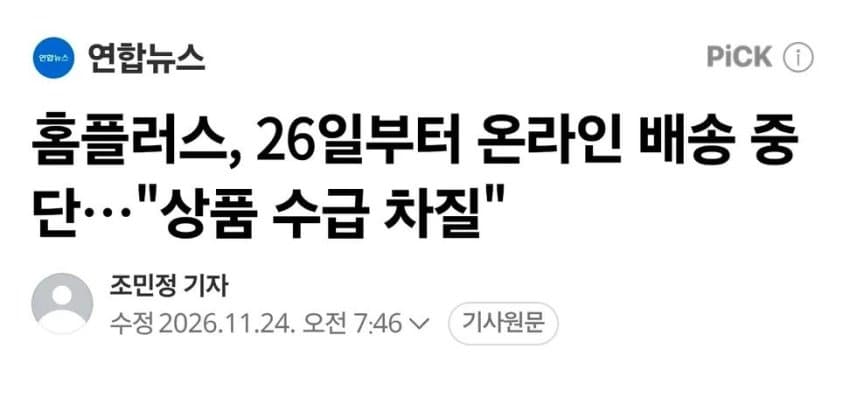 연합뉴스
연합뉴스
PiCK
홈플러스, 26일부터 온라인 배송 중
단…"상품 수급 차질"
조민정 기자
수정 2026.11.24. 오전 7:46
기사원문